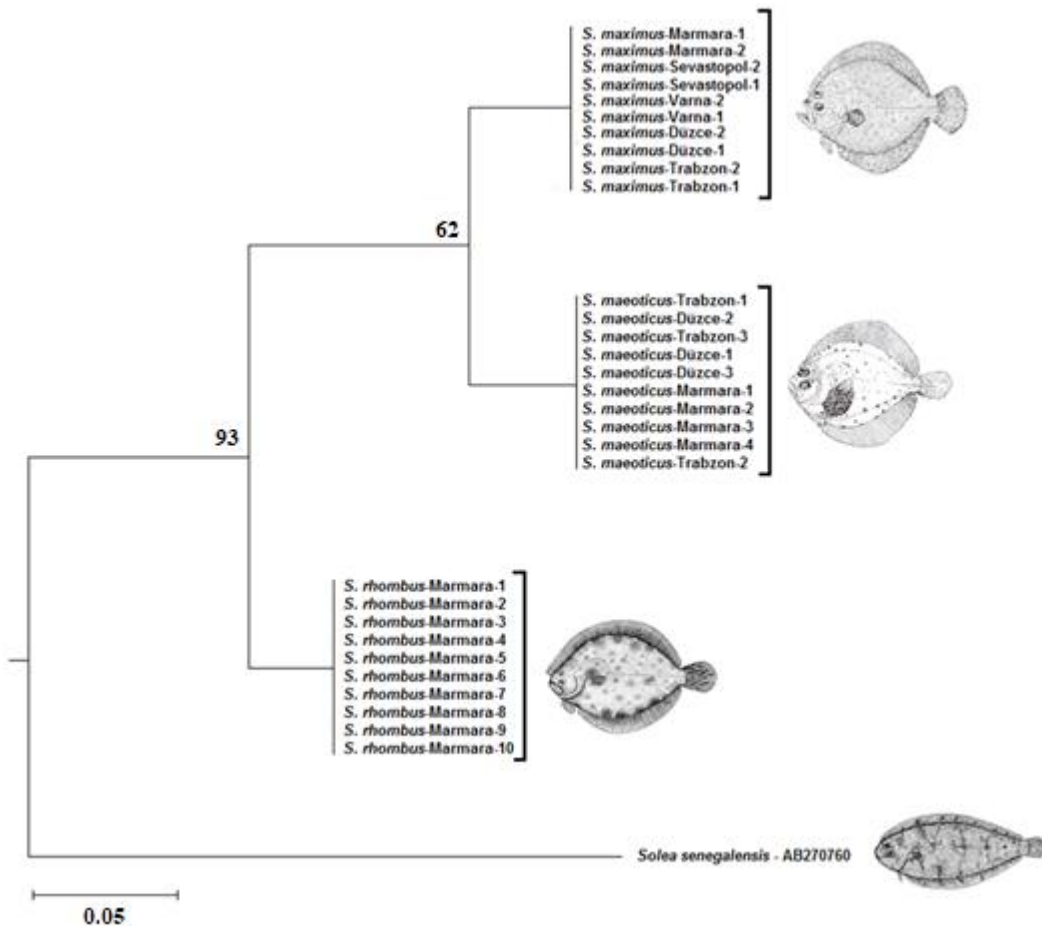 S. maximus-Marmara-1
S. maximus-Marmara-2
S. maximus-Sevastopol-2
S. maximus-Sevastopol-1
S. maximus-Varna-2
S. maximus-Varna-1
S. maximus-Düzce-2
S. maximus-Düzce-1
S. maximus-Trabzon-2
S. maximus-Trabzon-1
62
S. maeoticus-Trabzon-1
S. maeoticus-Düzce-2
S. maeoticus-Trabzon-3
S. maeoticus-Düzce-1
S. maeoticus-Düzce-3
S. maeoticus-Marmara-1
S. maeoticus-Marmara-2
S. maeoticus-Marmara-3
S. maeoticus-Marmara-4
S. maeoticus-Trabzon-2
93
S. rhombus-Marmara-1
S. rhombus-Marmara-2
S. rhombus-Marmara-3
S. rhombus-Marmara-4
S. rhombus-Marmara-5
S. rhombus-Marmara-6
S. rhombus-Marmara-7
S. rhombus-Marmara-8
S. rhombus-Marmara-9
S. rhombus-Marmara-10
Solea senegalensis - AB270760
0.05